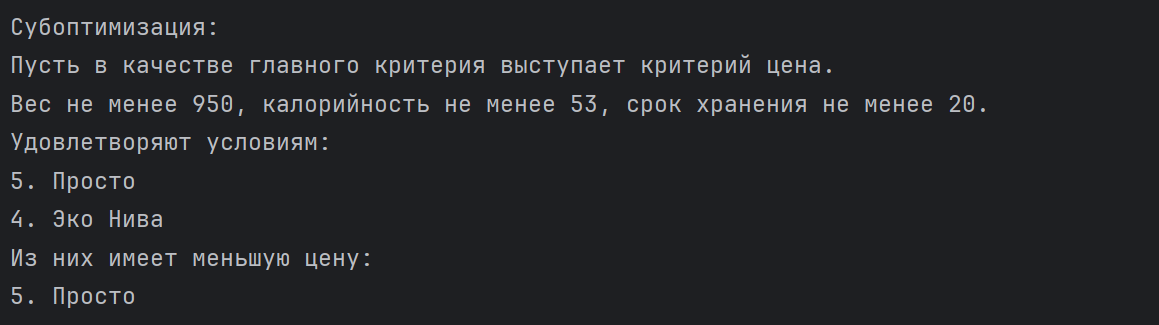 Субоптимизация:
Пусть в качестве главного критерия выступает критерий цена.
Вес не менее 950, калорийность не менее 53, срок хранения не менее 20.
Удовлетворяют условиям:
5. Просто
4. Эко Нива
Из них имеет меньшую цену:
5. Просто